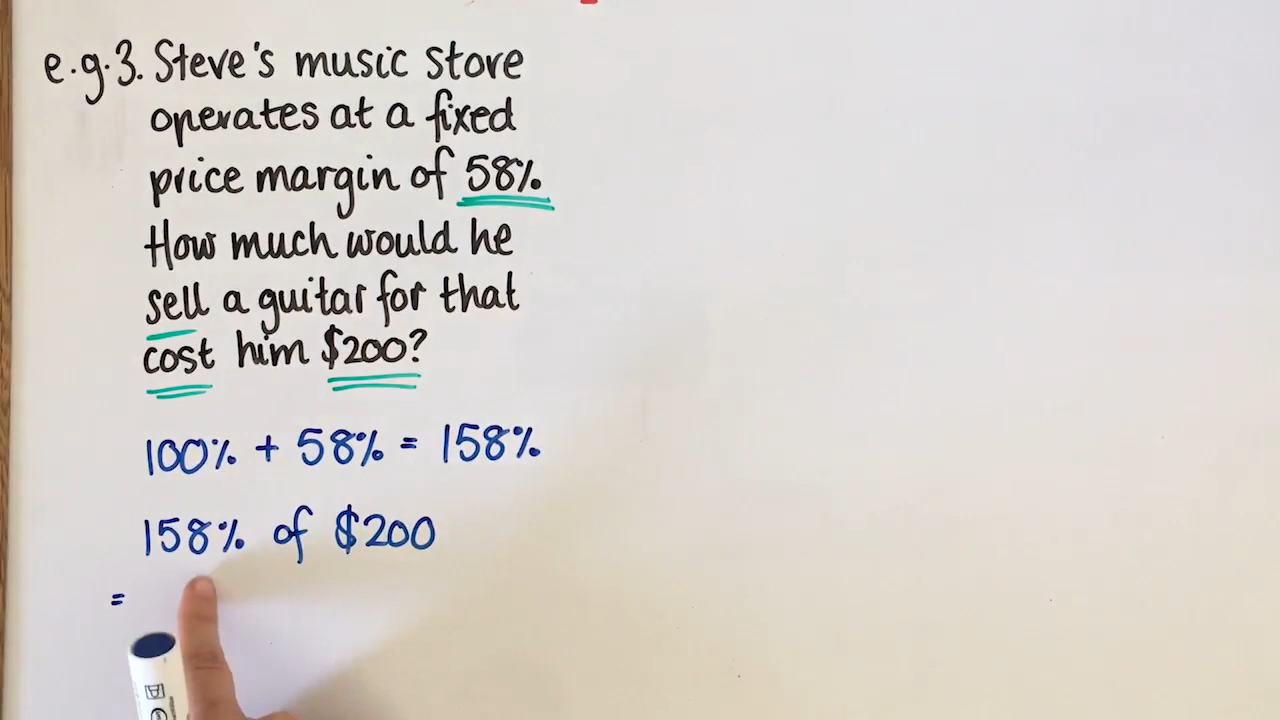 e.g.3. Steve's music store
operates at a fixed
price margin of 58%.
How much would he
sell a guitar for that
cost him $200?
100% + 58% = 158%
158% of $200
=